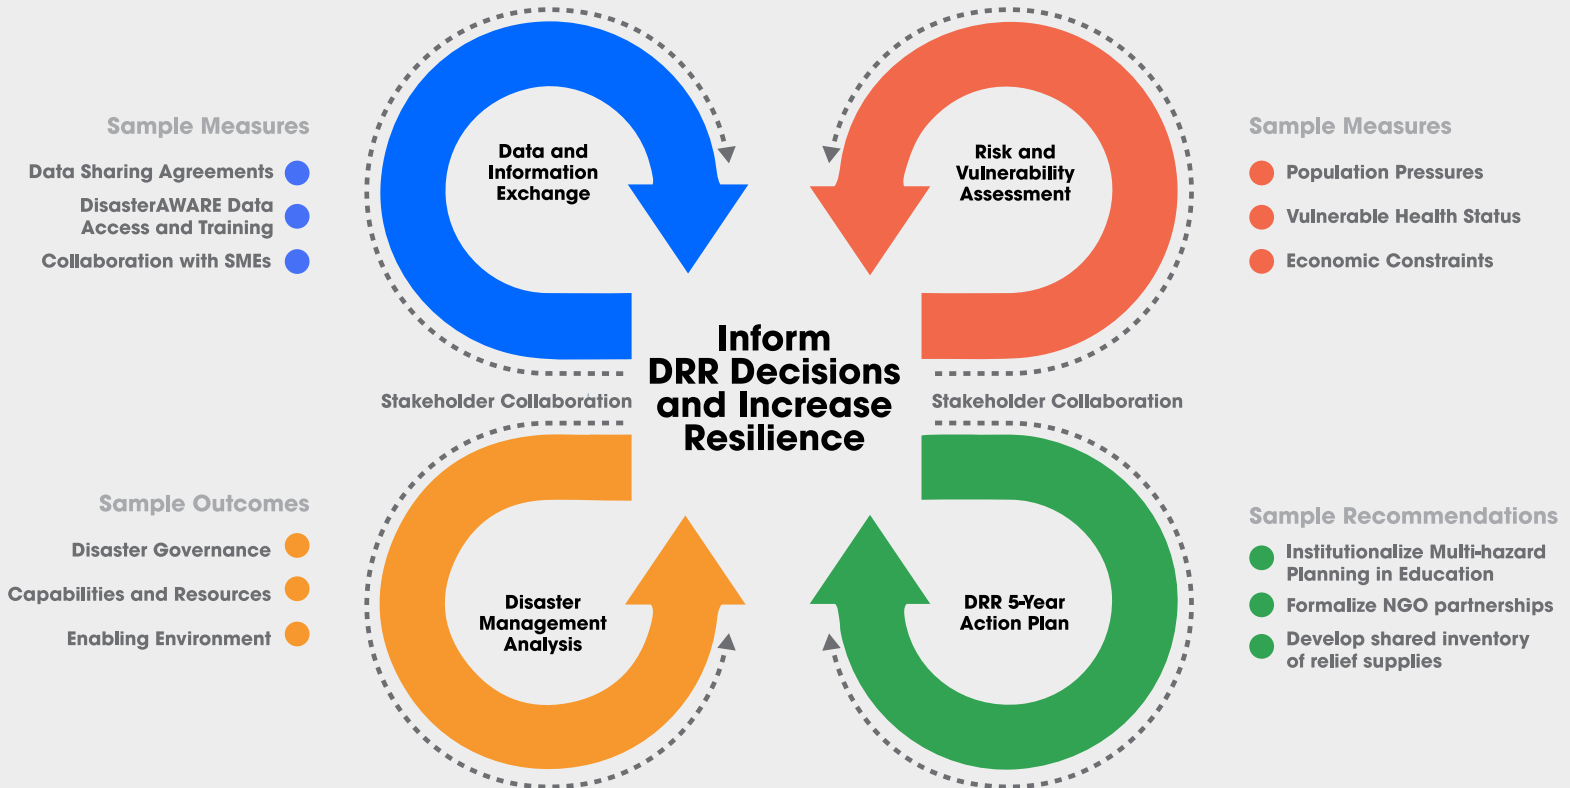 Sample Measures
Data Sharing Agreements
DisasterAWARE Data
Access and Training
Collaboration with SMEs
Data and
Information
Exchange
Risk and
Vulnerability
Assessment
Sample Measures
Population Pressures
Vulnerable Health Status
Economic Constraints
Inform
DRR Decisions
and Increase
Resilience
Stakeholder Collaboration
Stakeholder Collaboration
Sample Outcomes
Disaster Governance
Capabilities and Resources
Enabling Environment
Disaster
Management
Analysis
DRR 5-Year
Action Plan
Sample Recommendations
Institutionalize Multi-hazard
Planning in Education
Formalize NGO partnerships
Develop shared inventory
of relief supplies